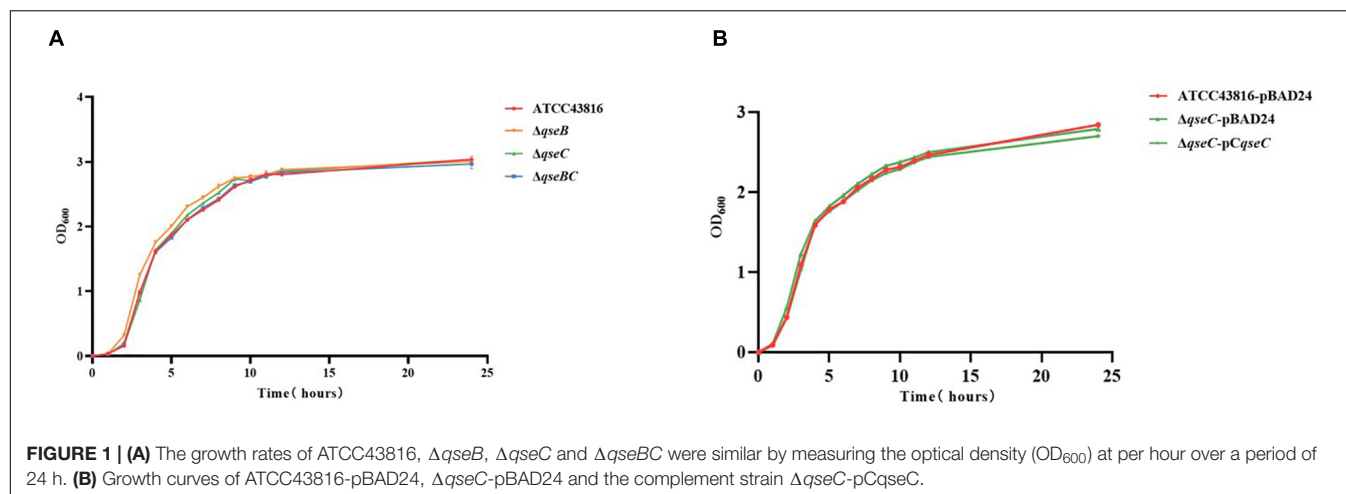 A
4
3
2
1
0
OD600
0 5 10 15 20 25
Time( hours)
ATCC43816
ΔqseB
ΔqseC
ΔqseBC
B
3
2
1
0
OD600
0 5 10 15 20 25
Time( hours)
ATCC43816-pBAD24
ΔqseC-pBAD24
ΔqseC-pCqseC
FIGURE 1 | (A) The growth rates of ATCC43816, ΔqseB, ΔqseC and ΔqseBC were similar by measuring the optical density (OD600) at per hour over a period of
24 h. (B) Growth curves of ATCC43816-pBAD24, ΔqseC-pBAD24 and the complement strain ΔqseC-pCqseC.